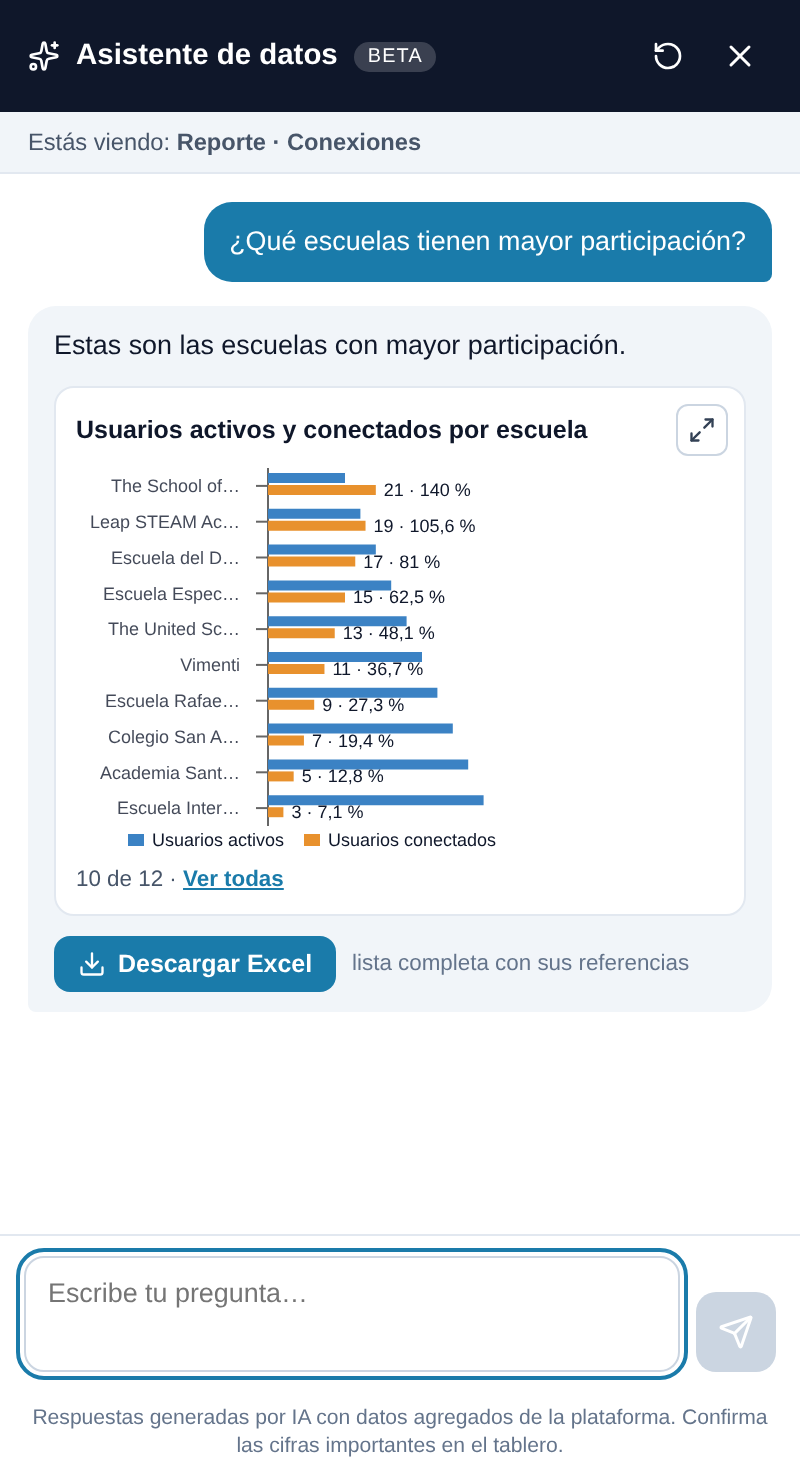 Asistente de datos BETA
Estás viendo: Reporte · Conexiones
¿Qué escuelas tienen mayor participación?
Estas son las escuelas con mayor participación.
Usuarios activos y conectados por escuela
The School of… 21 · 140 %
Leap STEAM Ac… 19 · 105,6 %
Escuela del D… 17 · 81 %
Escuela Espec… 15 · 62,5 %
The United Sc… 13 · 48,1 %
Vimenti 11 · 36,7 %
Escuela Rafae… 9 · 27,3 %
Colegio San A… 7 · 19,4 %
Academia Sant… 5 · 12,8 %
Escuela Inter… 3 · 7,1 %
Usuarios activos Usuarios conectados
10 de 12 · Ver todas
Descargar Excel lista completa con sus referencias
Escribe tu pregunta…
Respuestas generadas por IA con datos agregados de la plataforma. Confirma
las cifras importantes en el tablero.